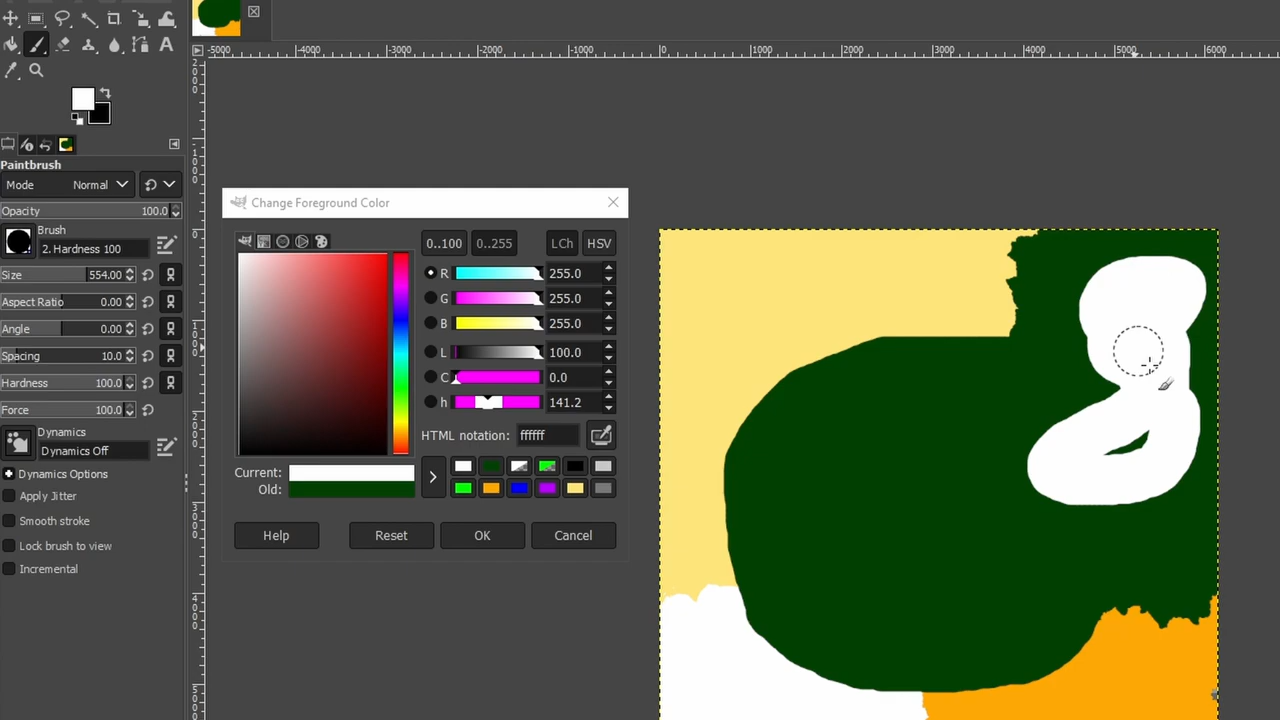 -5000 -4000 -3000 -2000 -1000 0 1000 2000 3000 4000 5000 6000
Paintbrush
Mode Normal
Opacity 100.0
Brush
2. Hardness 100
Size 554.00
Aspect Ratio 0.00
Angle 0.00
Spacing 10.0
Hardness 100.0
Force 100.0
Dynamics
Dynamics Off
Dynamics Options
Apply Jitter
Smooth stroke
Lock brush to view
Incremental
Change Foreground Color
0..100 0..255 LCh HSV
R 255.0
G 255.0
B 255.0
L 100.0
C 0.0
h 141.2
HTML notation: ffffff
Current:
Old:
Help Reset OK Cancel